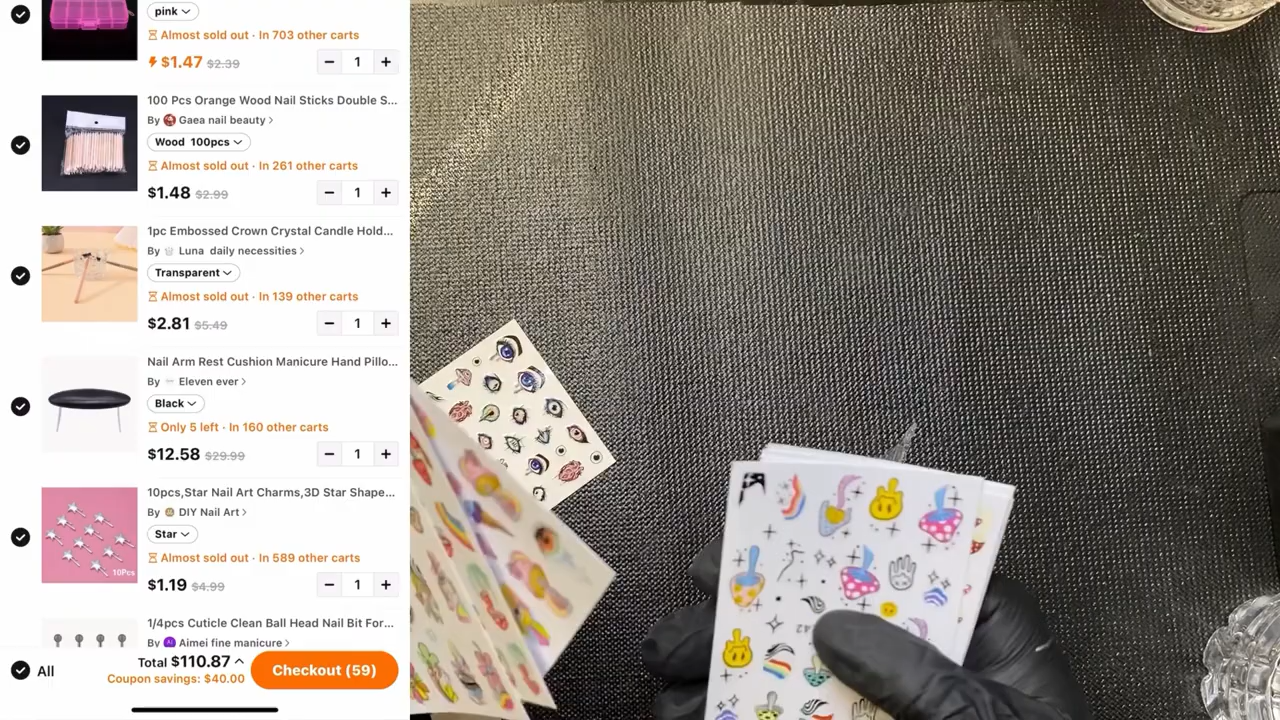 pink
Almost sold out · In 703 other carts
$1.47 $2.39
1
100 Pcs Orange Wood Nail Sticks Double S...
By Gaea nail beauty >
Wood 100pcs
Almost sold out · In 261 other carts
$1.48 $2.99
1
1pc Embossed Crown Crystal Candle Hold...
By Luna daily necessities >
Transparent
Almost sold out · In 139 other carts
$2.81 $5.49
1
Nail Arm Rest Cushion Manicure Hand Pillo...
By Eleven ever >
Black
Only 5 left · In 160 other carts
$12.58 $29.99
1
10pcs,Star Nail Art Charms,3D Star Shape...
By DIY Nail Art >
Star
Almost sold out · In 589 other carts
10Pcs
$1.19 $4.99
1
1/4pcs Cuticle Clean Ball Head Nail Bit For...
By Aimei fine manicure >
All
Total $110.87
Coupon savings: $40.00
Checkout (59)